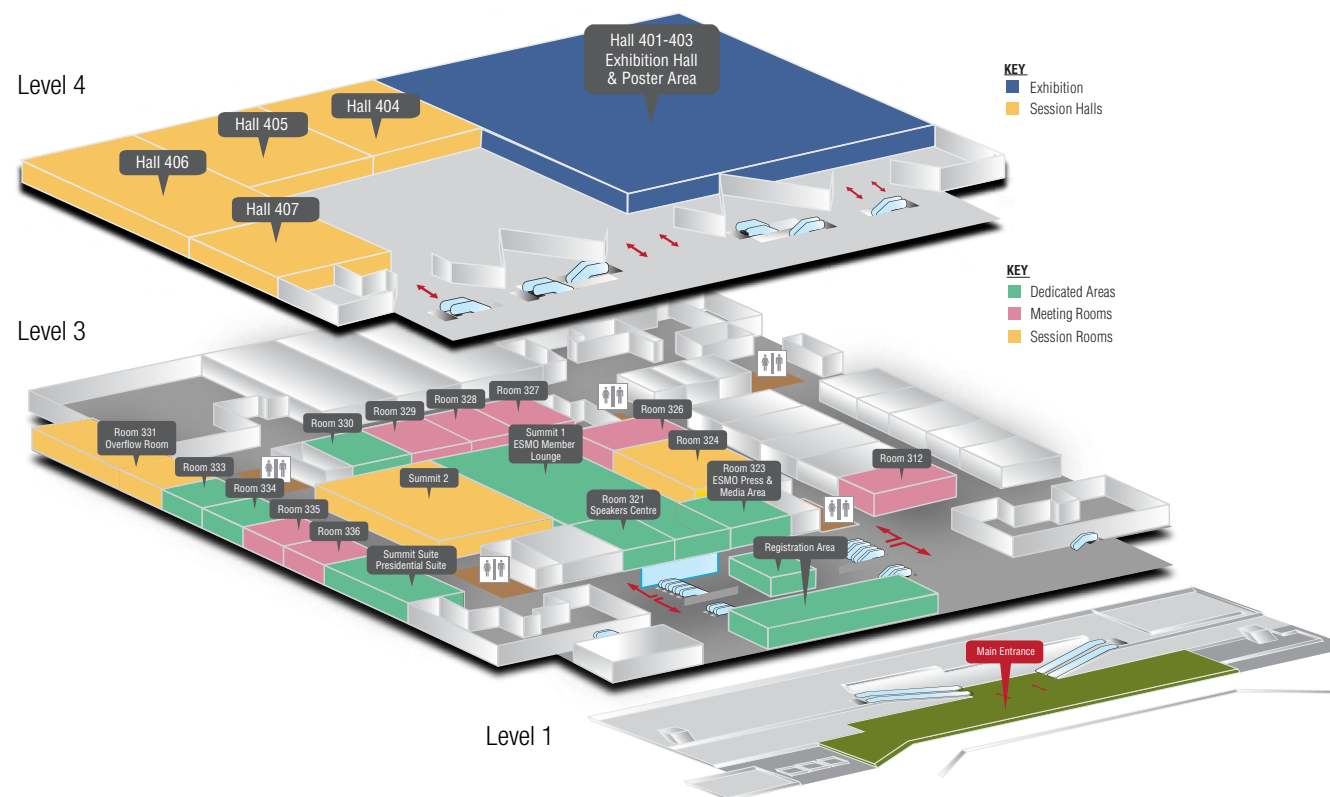 Level 4
Hall 401-403
Exhibition Hall
& Poster Area
Hall 404
Hall 405
Hall 406
Hall 407
KEY
Exhibition
Session Halls
Level 3
KEY
Dedicated Areas
Meeting Rooms
Session Rooms
Room 327
Room 328
Room 329
Room 330
Room 326
Room 331
Overflow Room
Summit 1
ESMO Member
Lounge
Room 324
Room 333
Room 312
Room 323
ESMO Press &
Media Area
Summit 2
Room 334
Room 321
Speakers Centre
Room 335
Room 336
Registration Area
Summit Suite
Presidential Suite
Main Entrance
Level 1